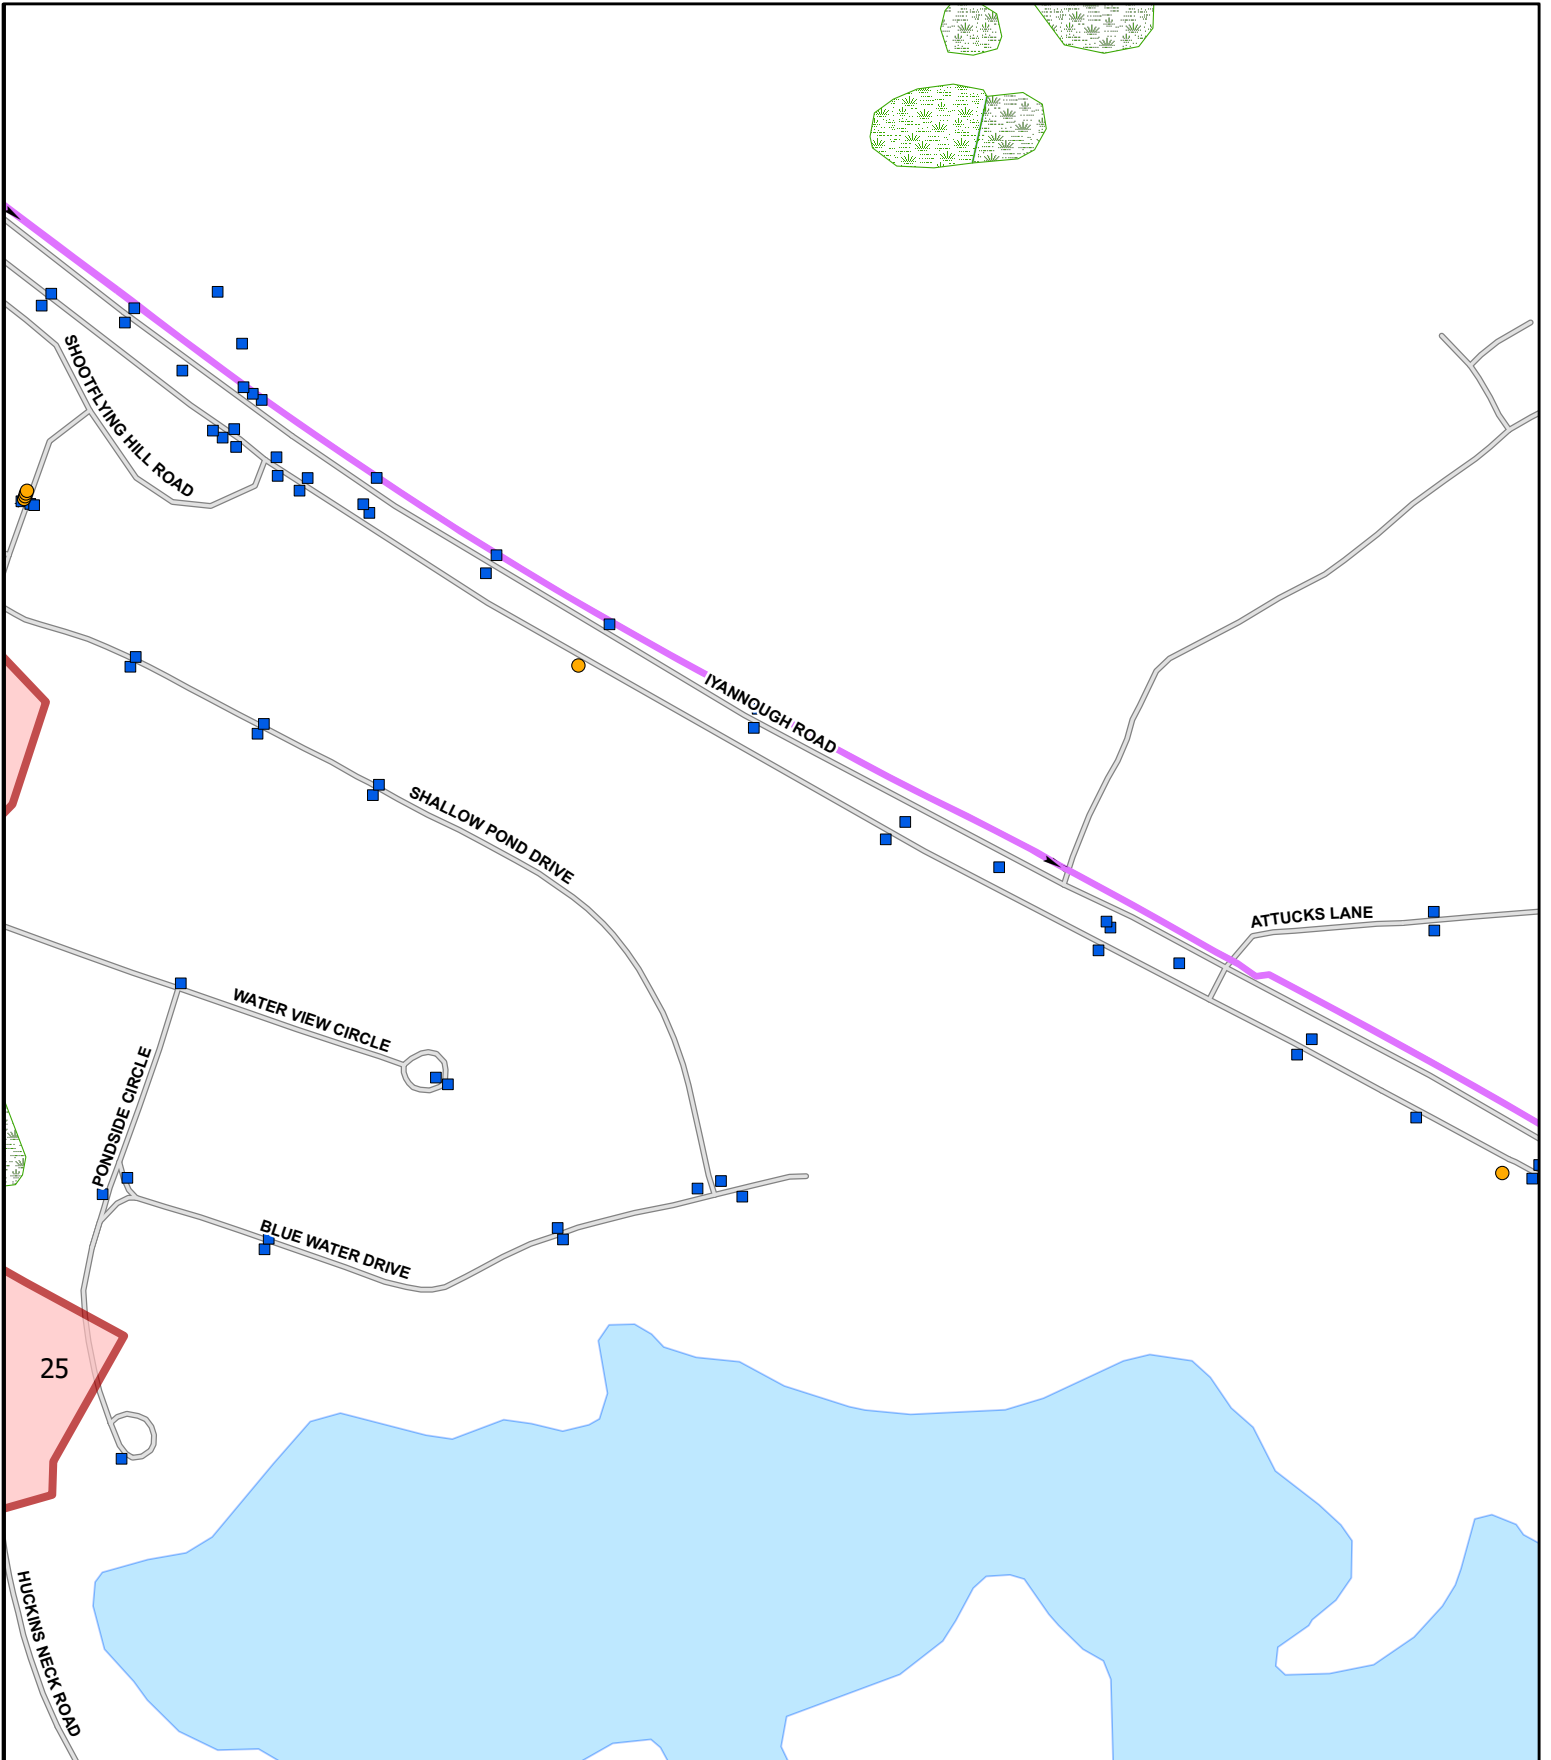 SHOOTFLYING HILL ROAD
IYANNOUGH ROAD
SHALLOW POND DRIVE
ATTUCKS LANE
WATER VIEW CIRCLE
PONDSIDE CIRCLE
BLUE WATER DRIVE
25
HUCKINS NECK ROAD